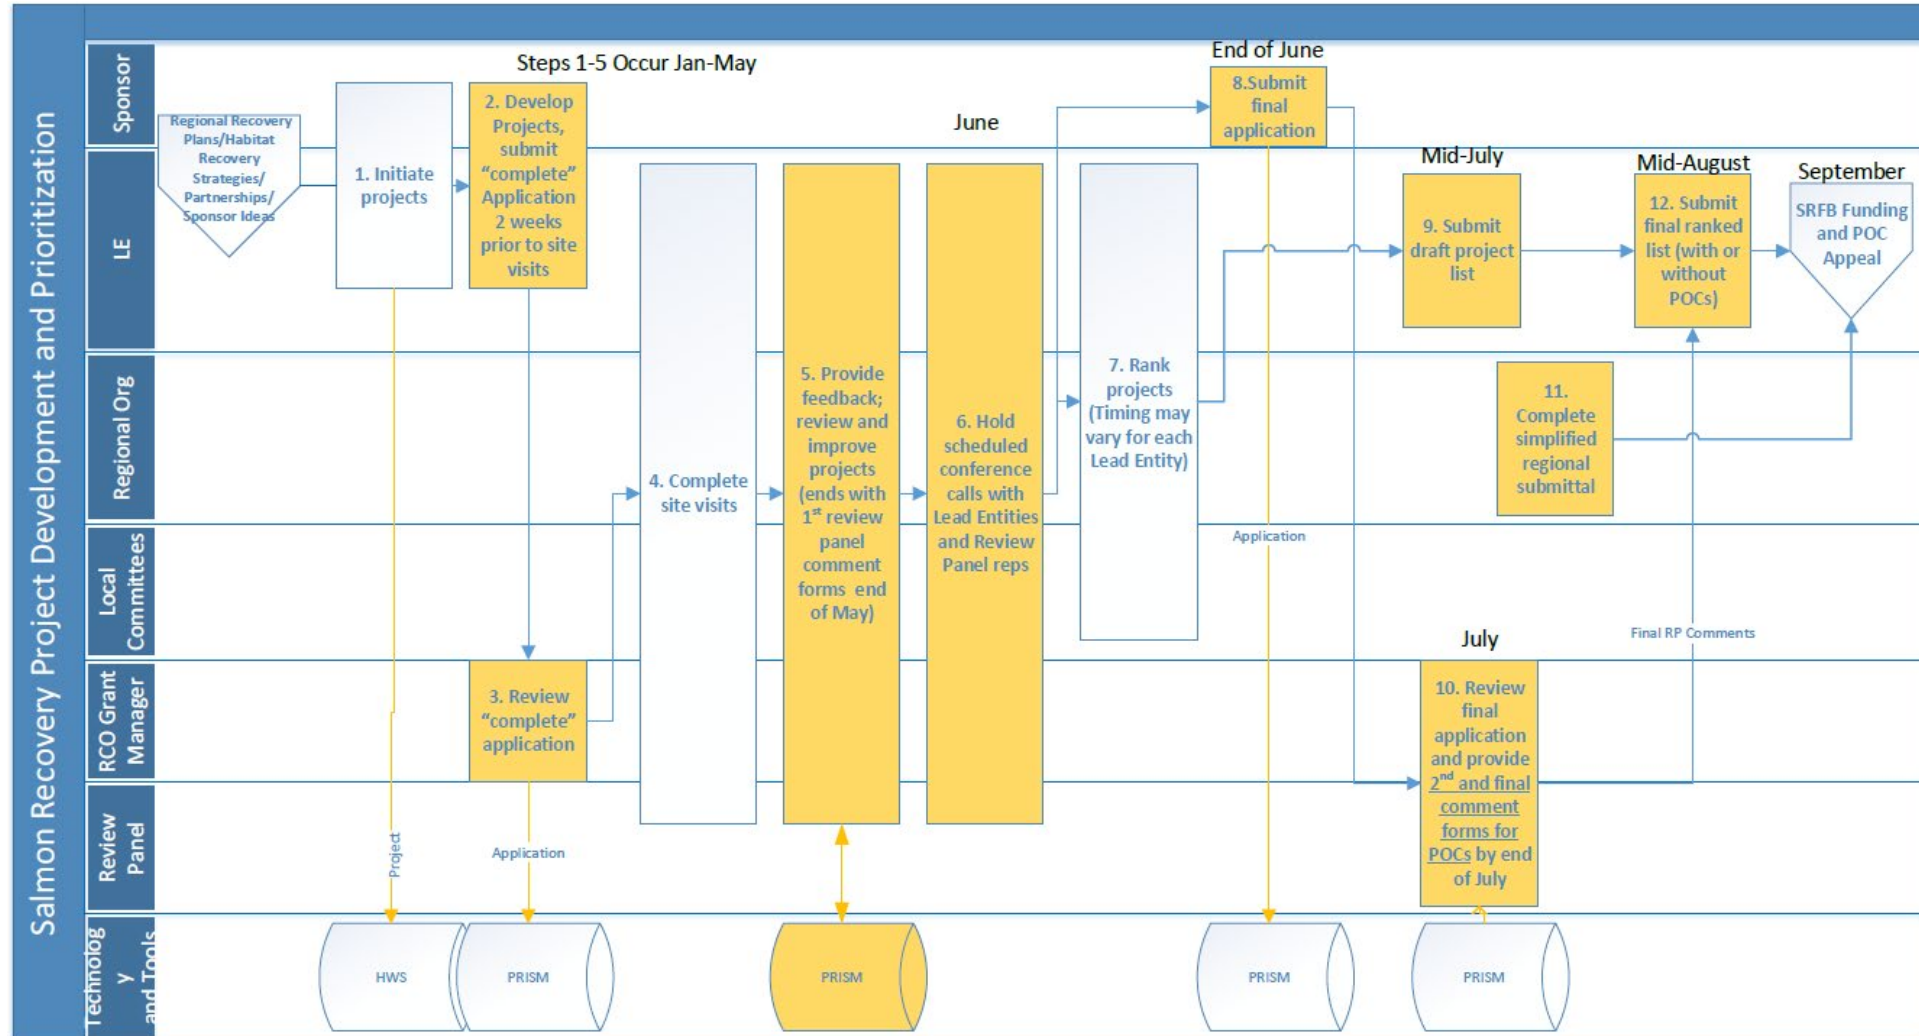 Salmon Recovery Project Development and Prioritization
Sponsor
LE
Regional Org
Local
Committees
RCO Grant
Manager
Review
Panel
Technolog
y
and Tools
Steps 1-5 Occur Jan-May
Regional Recovery
Plans/Habitat
Recovery
Strategies/
Partnerships/
Sponsor Ideas
1. Initiate
projects
2. Develop
Projects,
submit
“complete”
Application
2 weeks
prior to site
visits
3. Review
“complete”
application
4. Complete
site visits
5. Provide
feedback;
review and
improve
projects
(ends with
1st review
panel
comment
forms end
of May)
June
6. Hold
scheduled
conference
calls with
Lead Entities
and Review
Panel reps
7. Rank
projects
(Timing may
vary for each
Lead Entity)
End of June
8.Submit
final
application
Mid-July
9. Submit
draft project
list
July
10. Review
final
application
and provide
2nd and final
comment
forms for
POCs by end
of July
11.
Complete
simplified
regional
submittal
Mid-August
12. Submit
final ranked
list (with or
without
POCs)
September
SRFB Funding
and POC
Appeal
Application
Final RP Comments
Project
Application
HWS
PRISM
PRISM
PRISM
PRISM